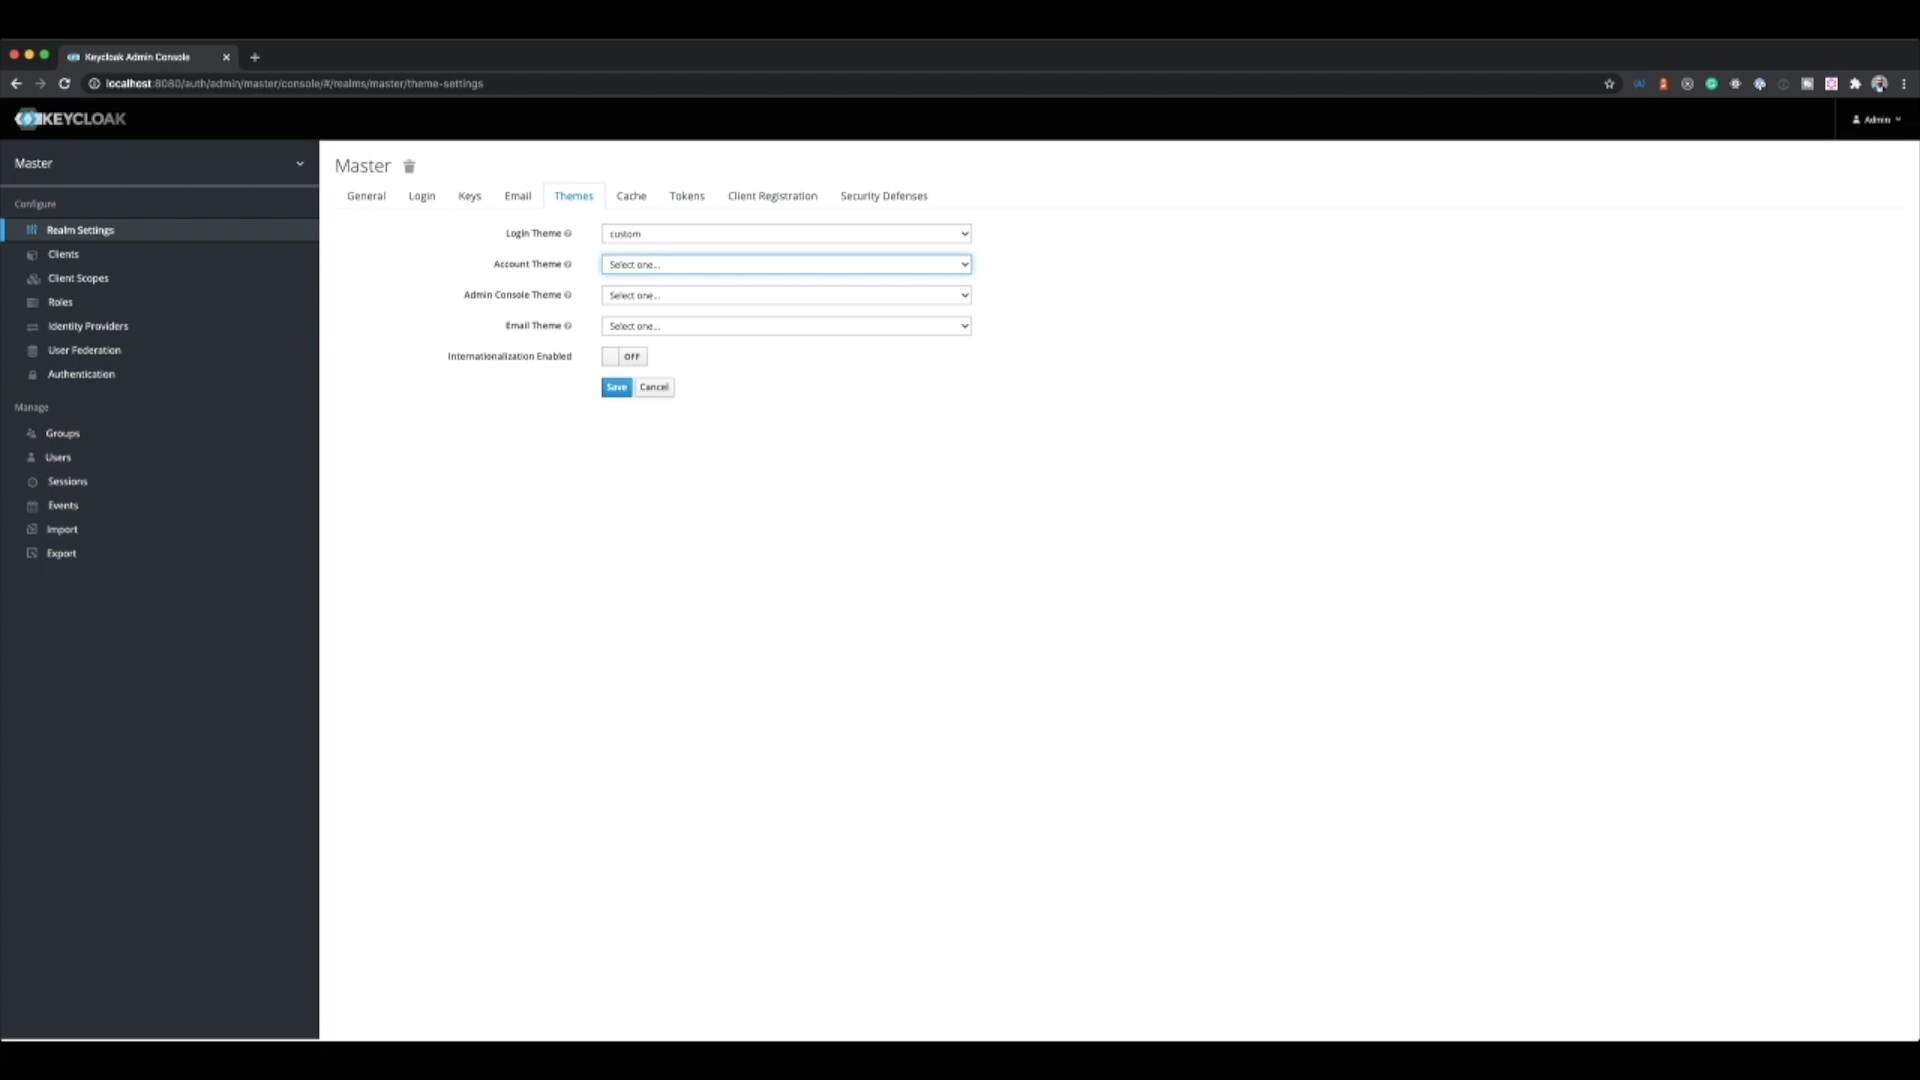 Keycloak Admin Console
localhost:8080/auth/admin/master/console/#/realms/master/theme-settings
KEYCLOAK
Admin
Master
Configure
Realm Settings
Clients
Client Scopes
Roles
Identity Providers
User Federation
Authentication
Manage
Groups
Users
Sessions
Events
Import
Export
Master
General Login Keys Email Themes Cache Tokens Client Registration Security Defenses
Login Theme custom
Account Theme Select one...
Admin Console Theme Select one...
Email Theme Select one...
Internationalization Enabled OFF
Save Cancel